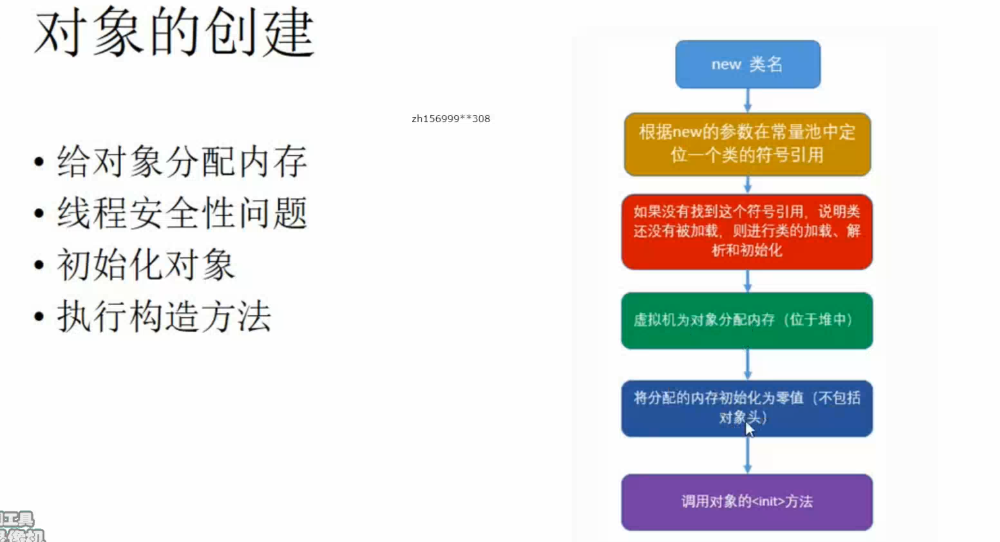 对象的创建
zh156999**308
• 给对象分配内存
• 线程安全性问题
• 初始化对象
• 执行构造方法
new 类名
根据new的参数在常量池中定
位一个类的符号引用
如果没有找到这个符号引用，说明类
还没有被加载，则进行类的加载、解
析和初始化
虚拟机为对象分配内存（位于堆中）
将分配的内存初始化为零值（不包括
对象头）
调用对象的<init>方法
工具